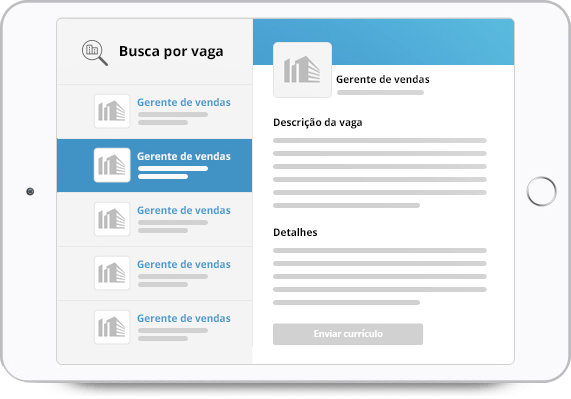 Busca por vaga
Gerente de vendas
Gerente de vendas
Gerente de vendas
Gerente de vendas
Gerente de vendas
Gerente de vendas
Descrição da vaga
Detalhes
Enviar currículo